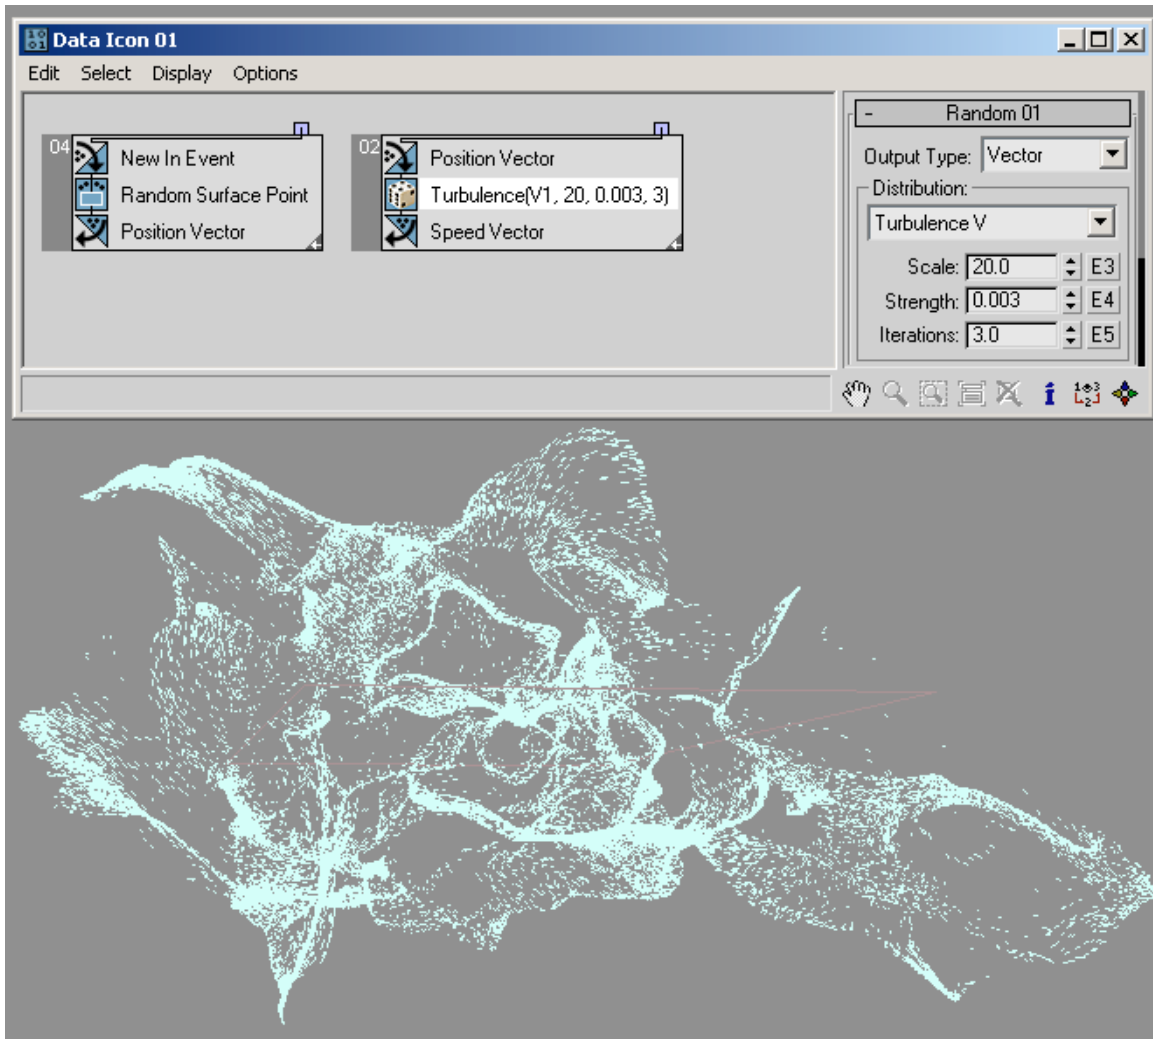 Data Icon 01
Edit Select Display Options
04 New In Event
Random Surface Point
Position Vector
02 Position Vector
Turbulence(V1, 20, 0.003, 3)
Speed Vector
- Random 01
Output Type: Vector
Distribution:
Turbulence V
Scale: 20.0 E3
Strength: 0.003 E4
Iterations: 3.0 E5